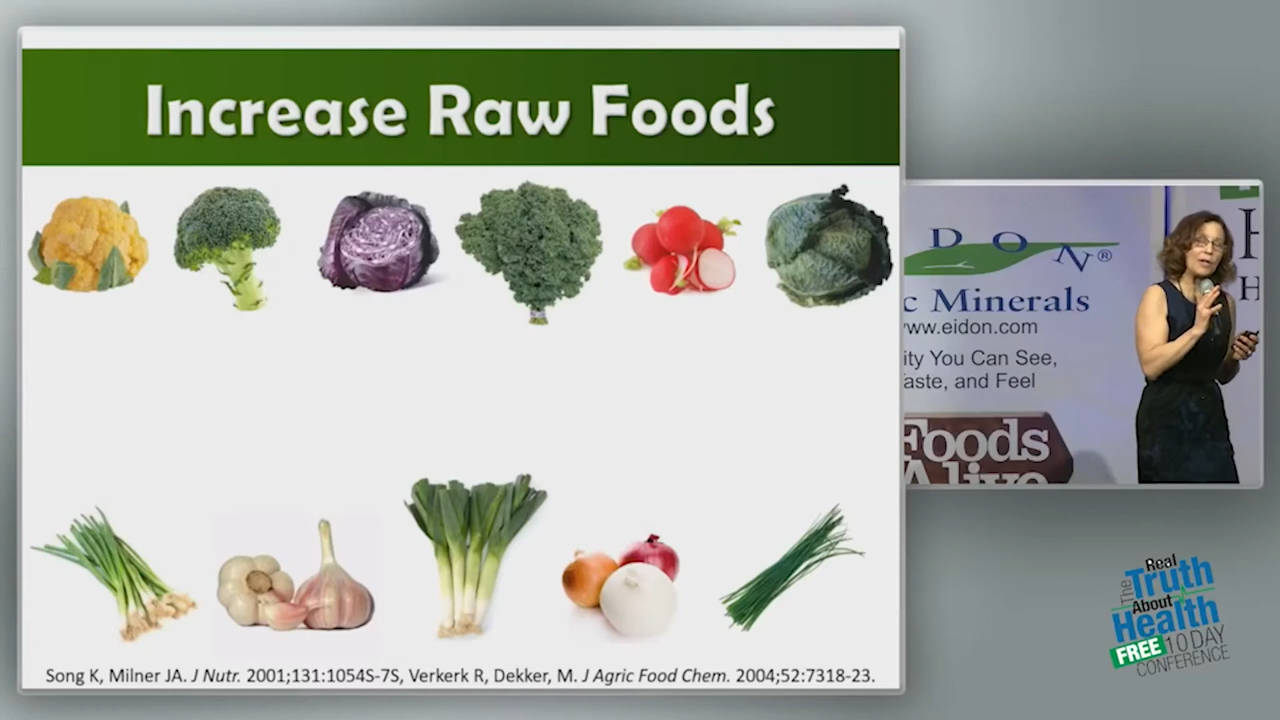 Increase Raw Foods
Song K, Milner JA. J Nutr. 2001;131:1054S-7S, Verkerk R, Dekker, M. J Agric Food Chem. 2004;52:7318-23.
D O N®
c Minerals
www.eidon.com
ity You Can See,
aste, and Feel
Foods
Alive
H
H
The Real
Truth
About
Health
FREE 10 DAY
CONFERENCE